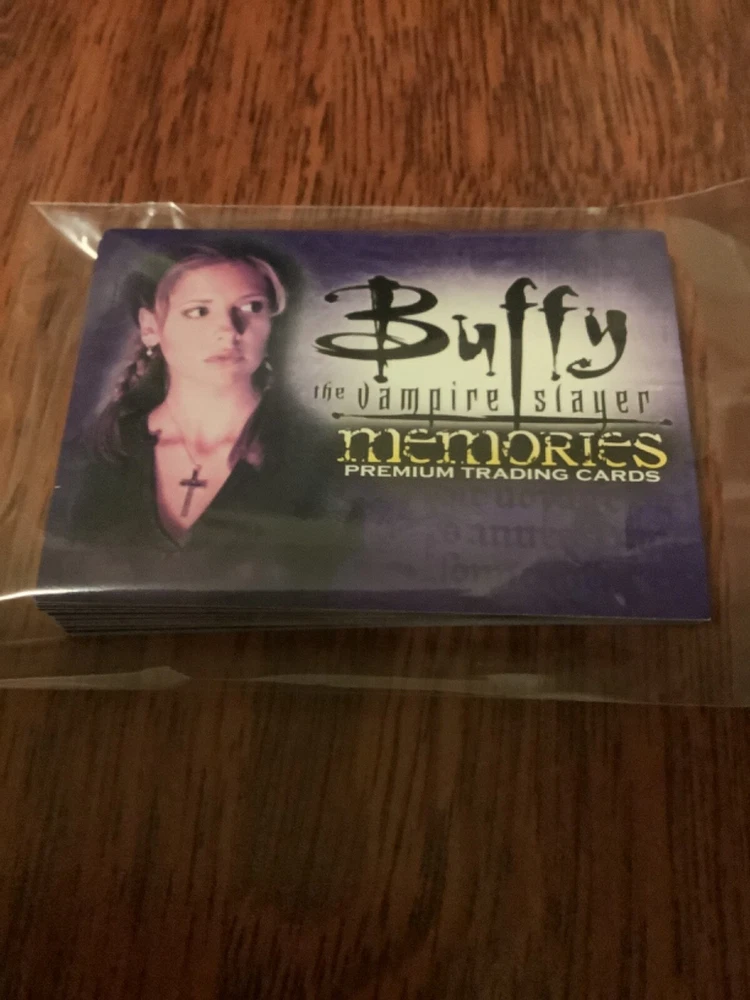 Buffy
the vampire slayer
memories
PREMIUM TRADING CARDS